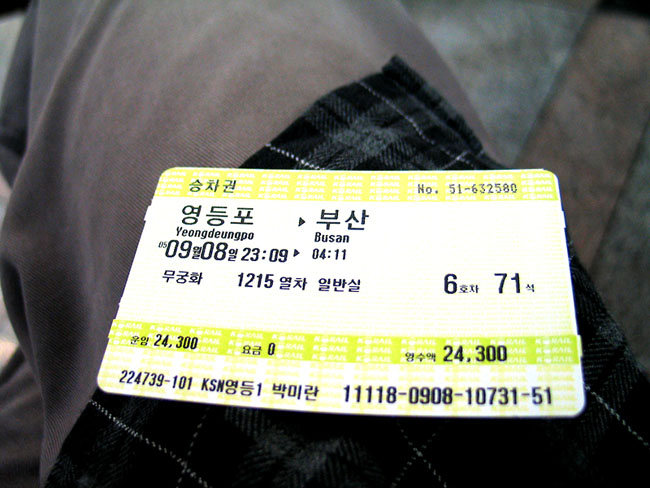 승차권 No. 51-632580
영등포 ▶ 부산
Yeongdeungpo Busan
05 09월 08일 23:09 ▶ 04:11
무궁화 1215 열차 일반실 6호차 71석
운임 24,300 요금 0 영수액 24,300
224739-101 KSN영등1 박미란 11118-0908-10731-51